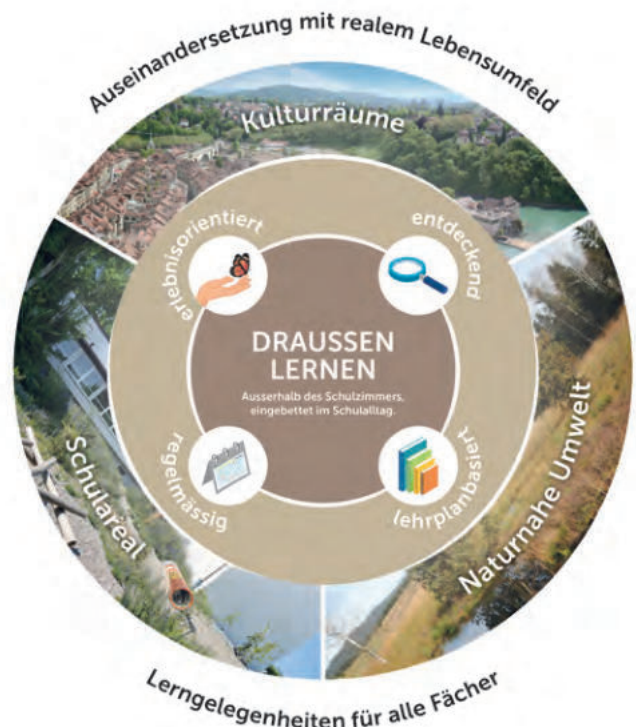 Auseinandersetzung mit realem Lebensumfeld
Kulturräume
erlebnisorientiert
entdeckend
DRAUSSEN
LERNEN
Ausserhalb des Schulzimmers,
eingebettet im Schulalltag.
Schulareal
regelmässig
lehrplanbasiert
Naturnahe Umwelt
Lerngelegenheiten für alle Fächer